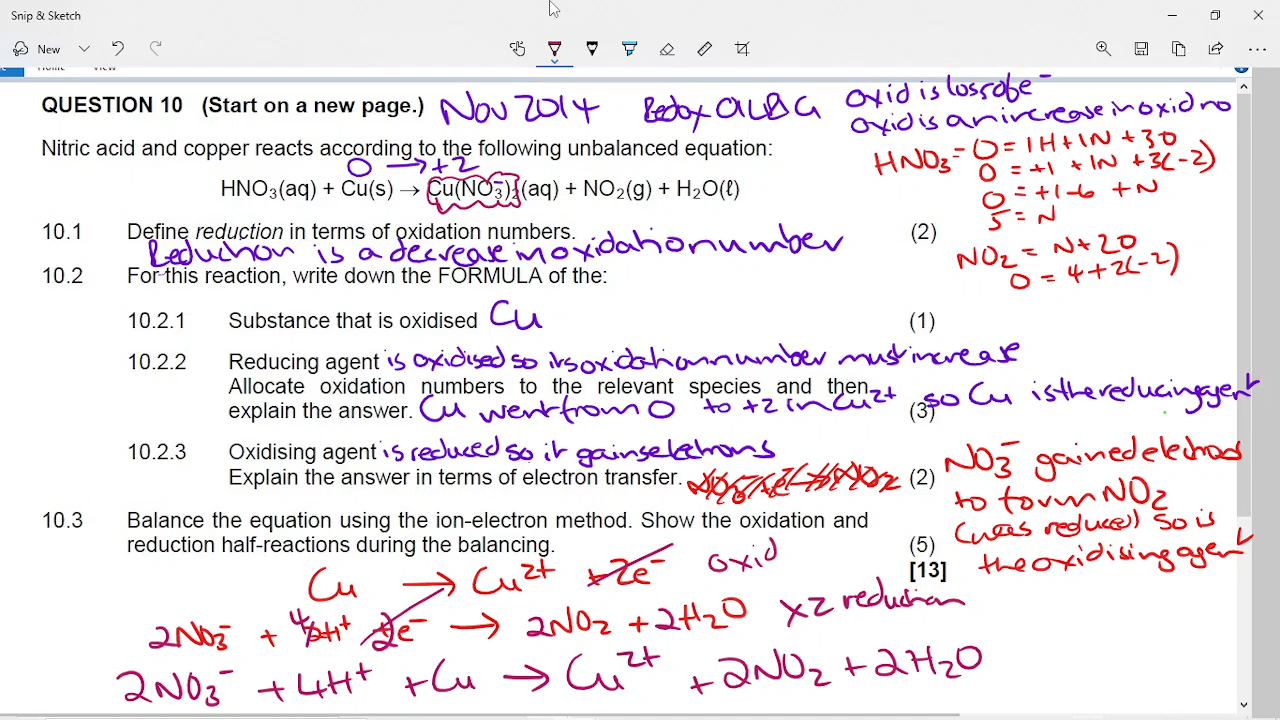 Snip & Sketch
New
QUESTION 10 (Start on a new page.) Nov 2014 Redox
oxid is loss of e⁻
oxid is an increase in oxid no
Nitric acid and copper reacts according to the following unbalanced equation:
0 → +2
HNO₃(aq) + Cu(s) → Cu(NO₃⁻)₂(aq) + NO₂(g) + H₂O(ℓ)
HNO₃ = 0 = 1H + 1N + 3O
0 = +1 + 1N + 3(-2)
0 = +1 -6 + N
5 = N
NO₂ = N + 2O
0 = 4 + 2(-2)
10.1 Define reduction in terms of oxidation numbers. (2)
Reduction is a decrease in oxidation number
10.2 For this reaction, write down the FORMULA of the:
10.2.1 Substance that is oxidised Cu (1)
10.2.2 Reducing agent is oxidised so its oxidation number must increase
Allocate oxidation numbers to the relevant species and then
explain the answer. Cu went from 0 to +2 in Cu²⁺ so Cu is the reducing agent (3)
10.2.3 Oxidising agent is reduced so it gains electrons
Explain the answer in terms of electron transfer. (2)
NO₃⁻ gained electrons
to form NO₂
(was reduced) so is
the oxidising agent
10.3 Balance the equation using the ion-electron method. Show the oxidation and
reduction half-reactions during the balancing. (5)
[13]
Cu → Cu²⁺ +2e⁻ oxid
2NO₃⁻ + 4H⁺ 2e⁻ → 2NO₂ + 2H₂O x2 reduction
2NO₃⁻ + 4H⁺ + Cu → Cu²⁺ + 2NO₂ + 2H₂O